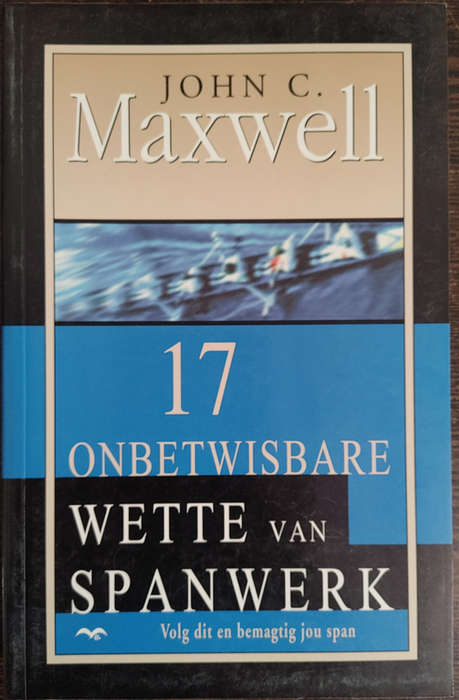 JOHN C.
Maxwell
17
ONBETWISBARE
WETTE VAN
SPANWERK
Volg dit en bemagtig jou span